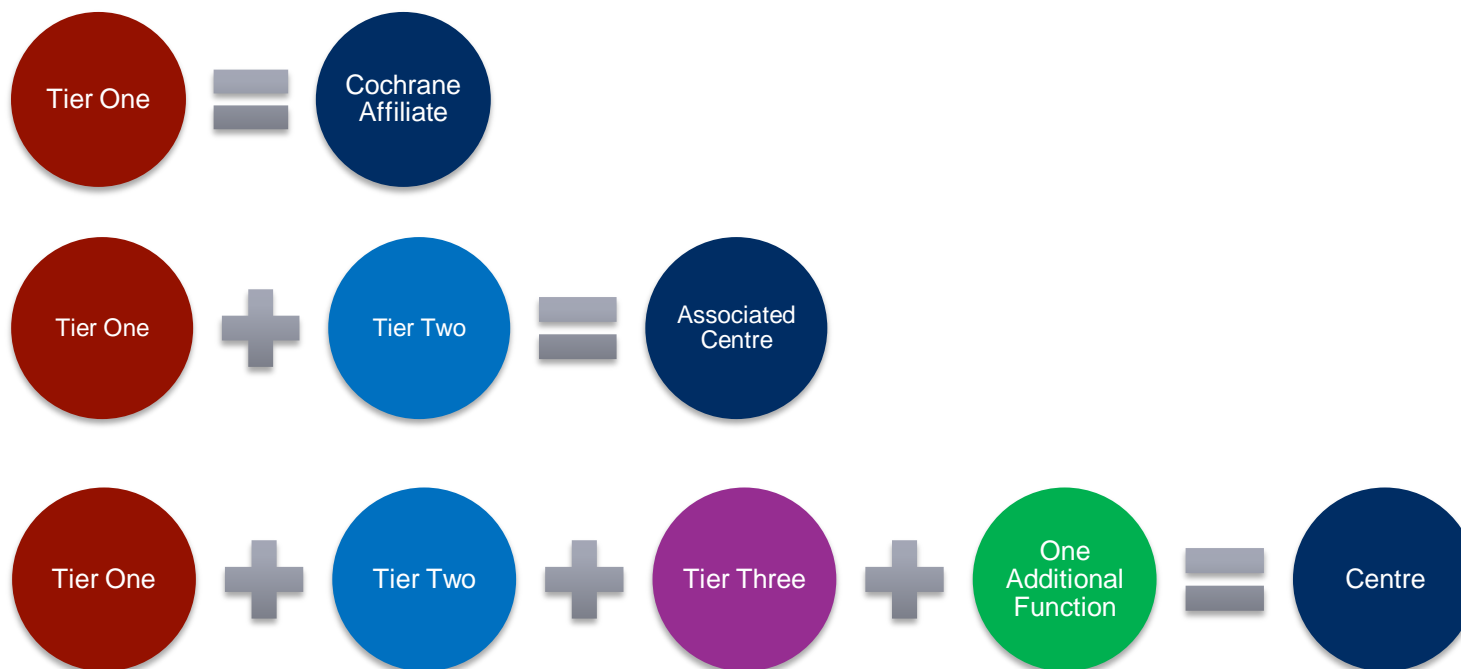 Tier One
Cochrane
Affiliate
Tier One
Tier Two
Associated
Centre
Tier One
Tier Two
Tier Three
One
Additional
Function
Centre